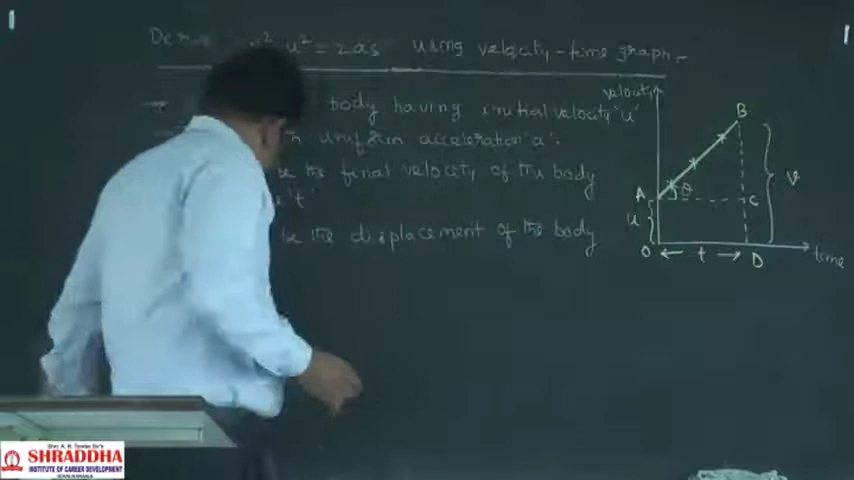 u² = 2as using velocity-time graph.
body having initial velocity 'u'
uniform acceleration 'a'.
be the final velocity of the body
't'
be the displacement of the body
velocity
B
A
θ
C
v
u
O
t
D
time
SHRADDHA
INSTITUTE OF CAREER DEVELOPMENT